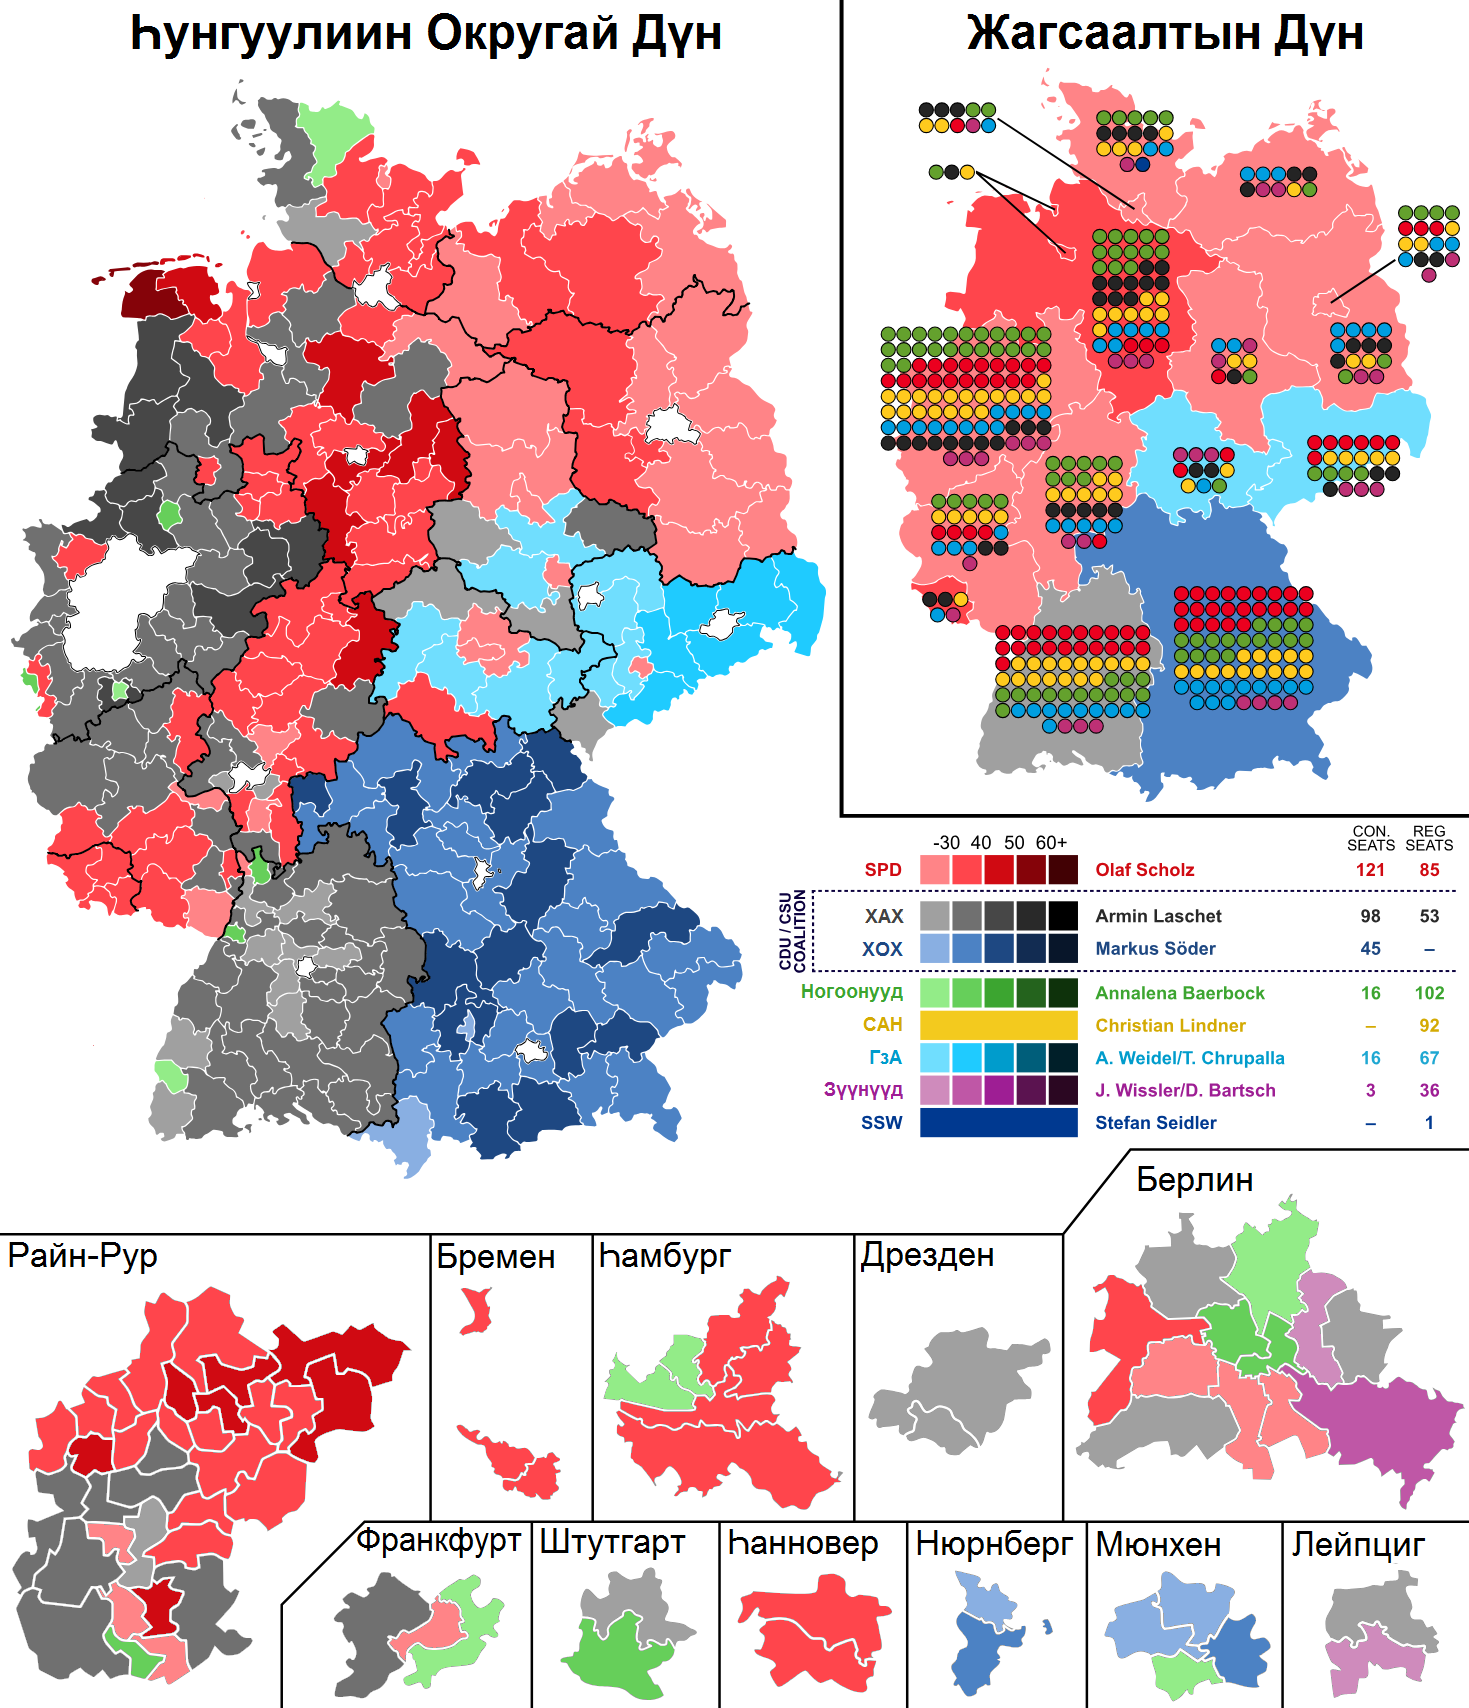 Һунгуулиин Округай Дүн
Жагсаалтын Дүн
-30 40 50 60+
CON. SEATS
REG SEATS
SPD Olaf Scholz 121 85
CDU / CSU COALITION
ХАХ Armin Laschet 98 53
ХОХ Markus Söder 45 –
Ногоонууд Annalena Baerbock 16 102
САН Christian Lindner – 92
ГзА A. Weidel/T. Chrupalla 16 67
Зүүнүүд J. Wissler/D. Bartsch 3 36
SSW Stefan Seidler – 1
Берлин
Райн-Рур
Бремен
Һамбург
Дрезден
Франкфурт
Штутгарт
Һанновер
Нюрнберг
Мюнхен
Лейпциг